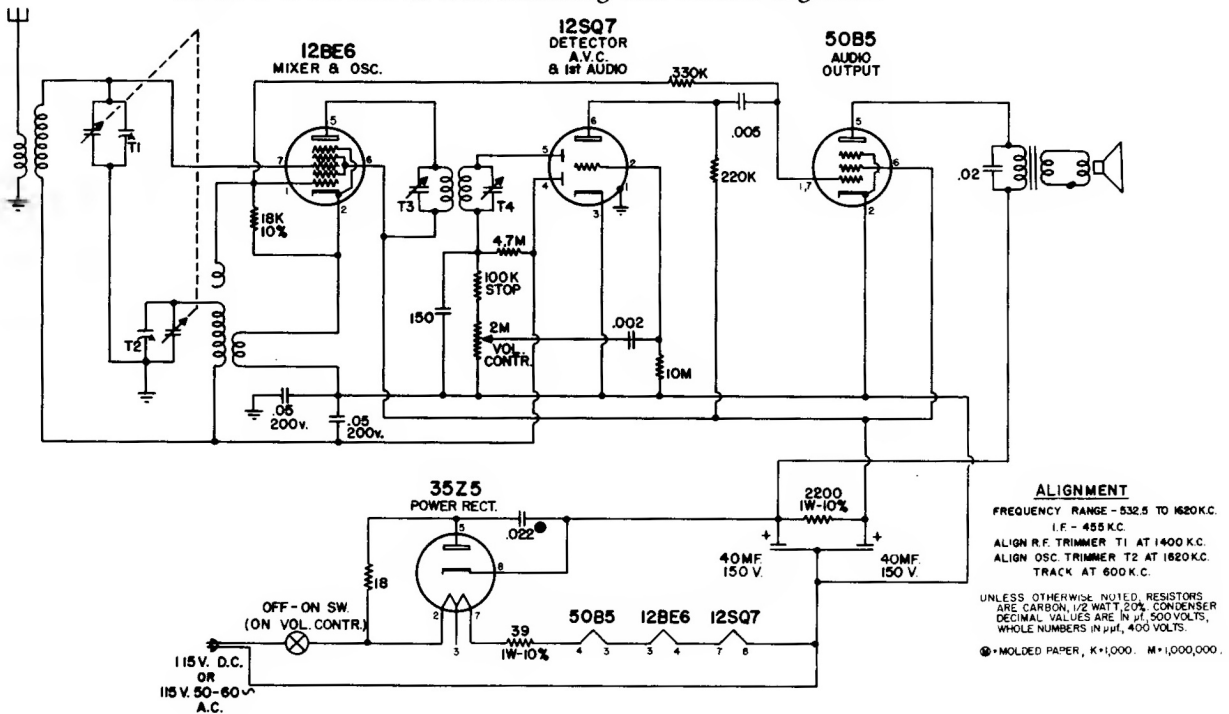 12BE6
MIXER & OSC.
12SQ7
DETECTOR
A.V.C.
& 1st AUDIO
50B5
AUDIO
OUTPUT
330K
.005
220K
.02
T1
5
7
6
1
2
18K
10%
T3
T4
5
4
6
2
1
3
4.7M
100K
STOP
150
2M
VOL.
CONTR.
.002
10M
5
6
1,7
2
T2
.05
200v.
.05
200v.
35Z5
POWER RECT.
5
.022
8
18
2
3
7
OFF-ON SW.
(ON VOL. CONTR.)
39
1W-10%
50B5
4 3
12BE6
3 4
12SQ7
7 8
115 V. D.C.
OR
115 V. 50-60 ~
A.C.
2200
1W-10%
+
+
40MF.
150 V.
40MF.
150 V.
ALIGNMENT
FREQUENCY RANGE - 532.5 TO 1620 K.C.
I.F. - 455 K.C.
ALIGN R.F. TRIMMER T1 AT 1400 K.C.
ALIGN OSC. TRIMMER T2 AT 1620 K.C.
TRACK AT 600 K.C.
UNLESS OTHERWISE NOTED, RESISTORS
ARE CARBON, 1/2 WATT, 20%. CONDENSER
DECIMAL VALUES ARE IN µf, 500 VOLTS,
WHOLE NUMBERS IN µµf, 400 VOLTS.
= MOLDED PAPER, K=1,000. M=1,000,000.